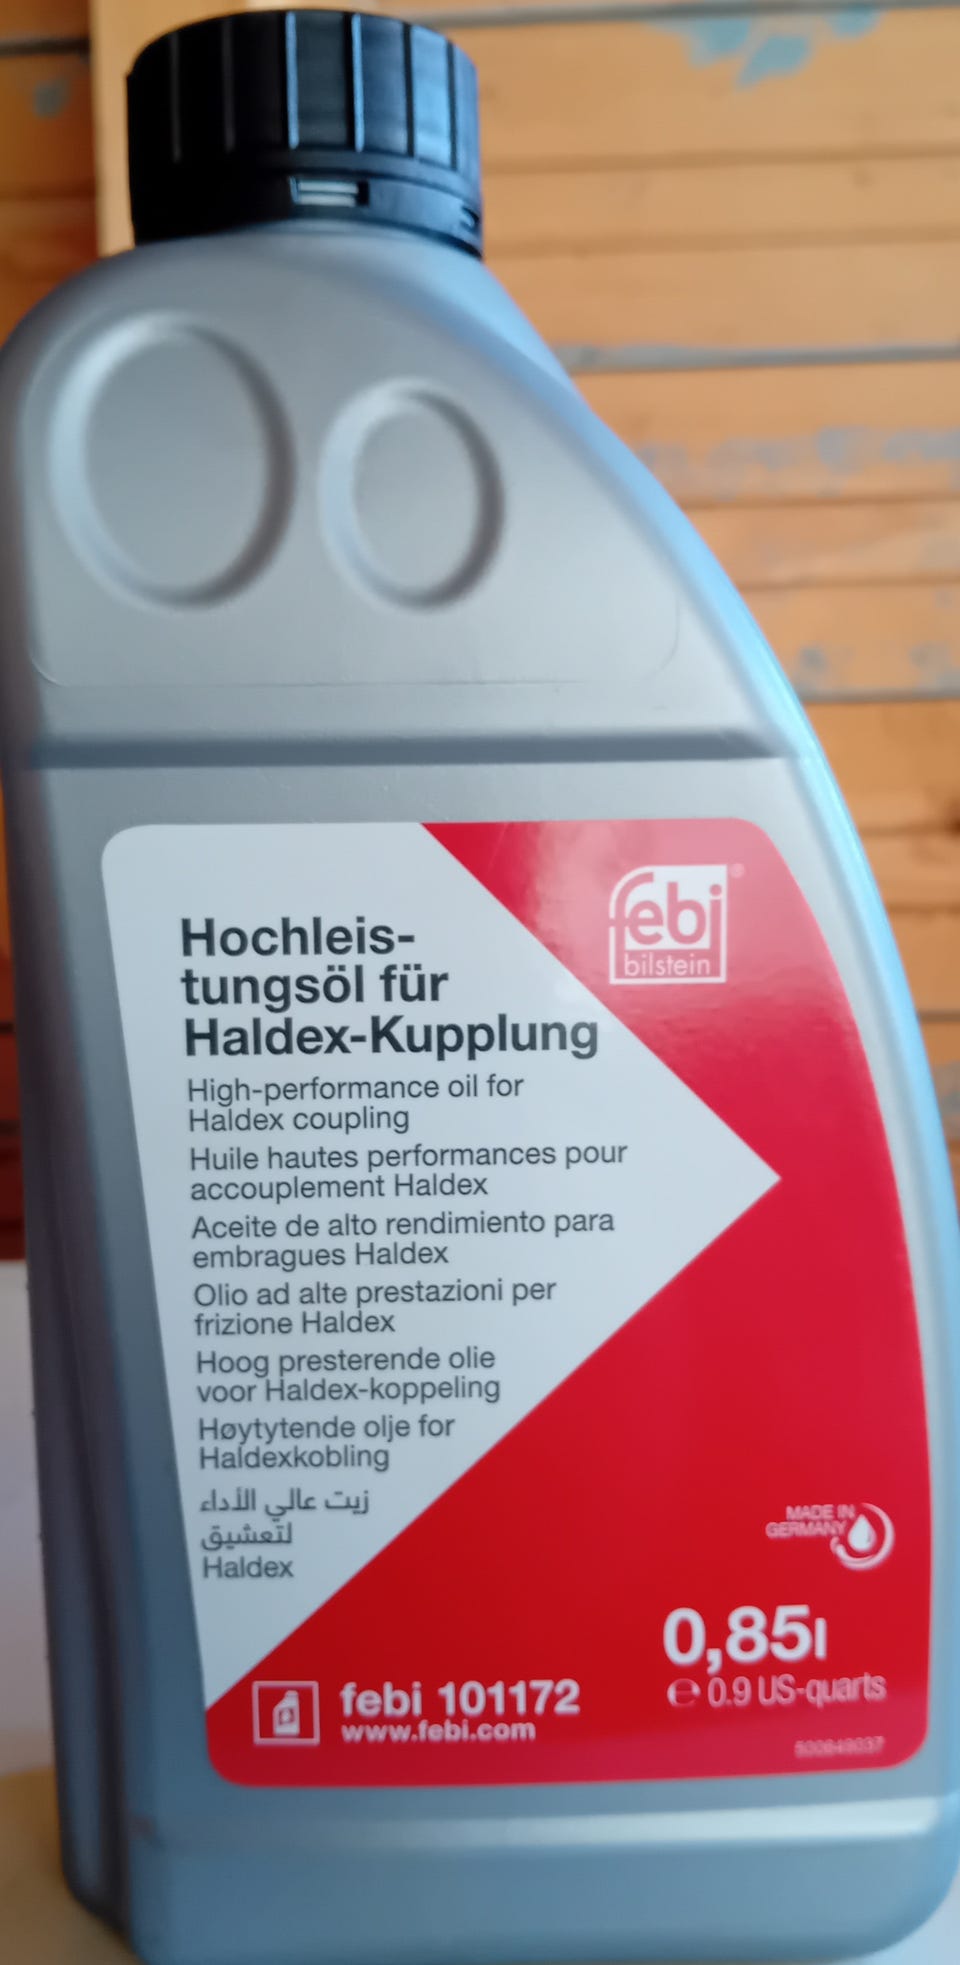 febi®
bilstein
Hochleis-
tungsöl für
Haldex-Kupplung
High-performance oil for
Haldex coupling
Huile hautes performances pour
accouplement Haldex
Aceite de alto rendimiento para
embragues Haldex
Olio ad alte prestazioni per
frizione Haldex
Hoog presterende olie
voor Haldex-koppeling
Høytytende olje for
Haldexkobling
زيت عالي الأداء
لتعشيق
Haldex
MADE IN
GERMANY
0,85l
℮ 0.9 US-quarts
febi 101172
www.febi.com